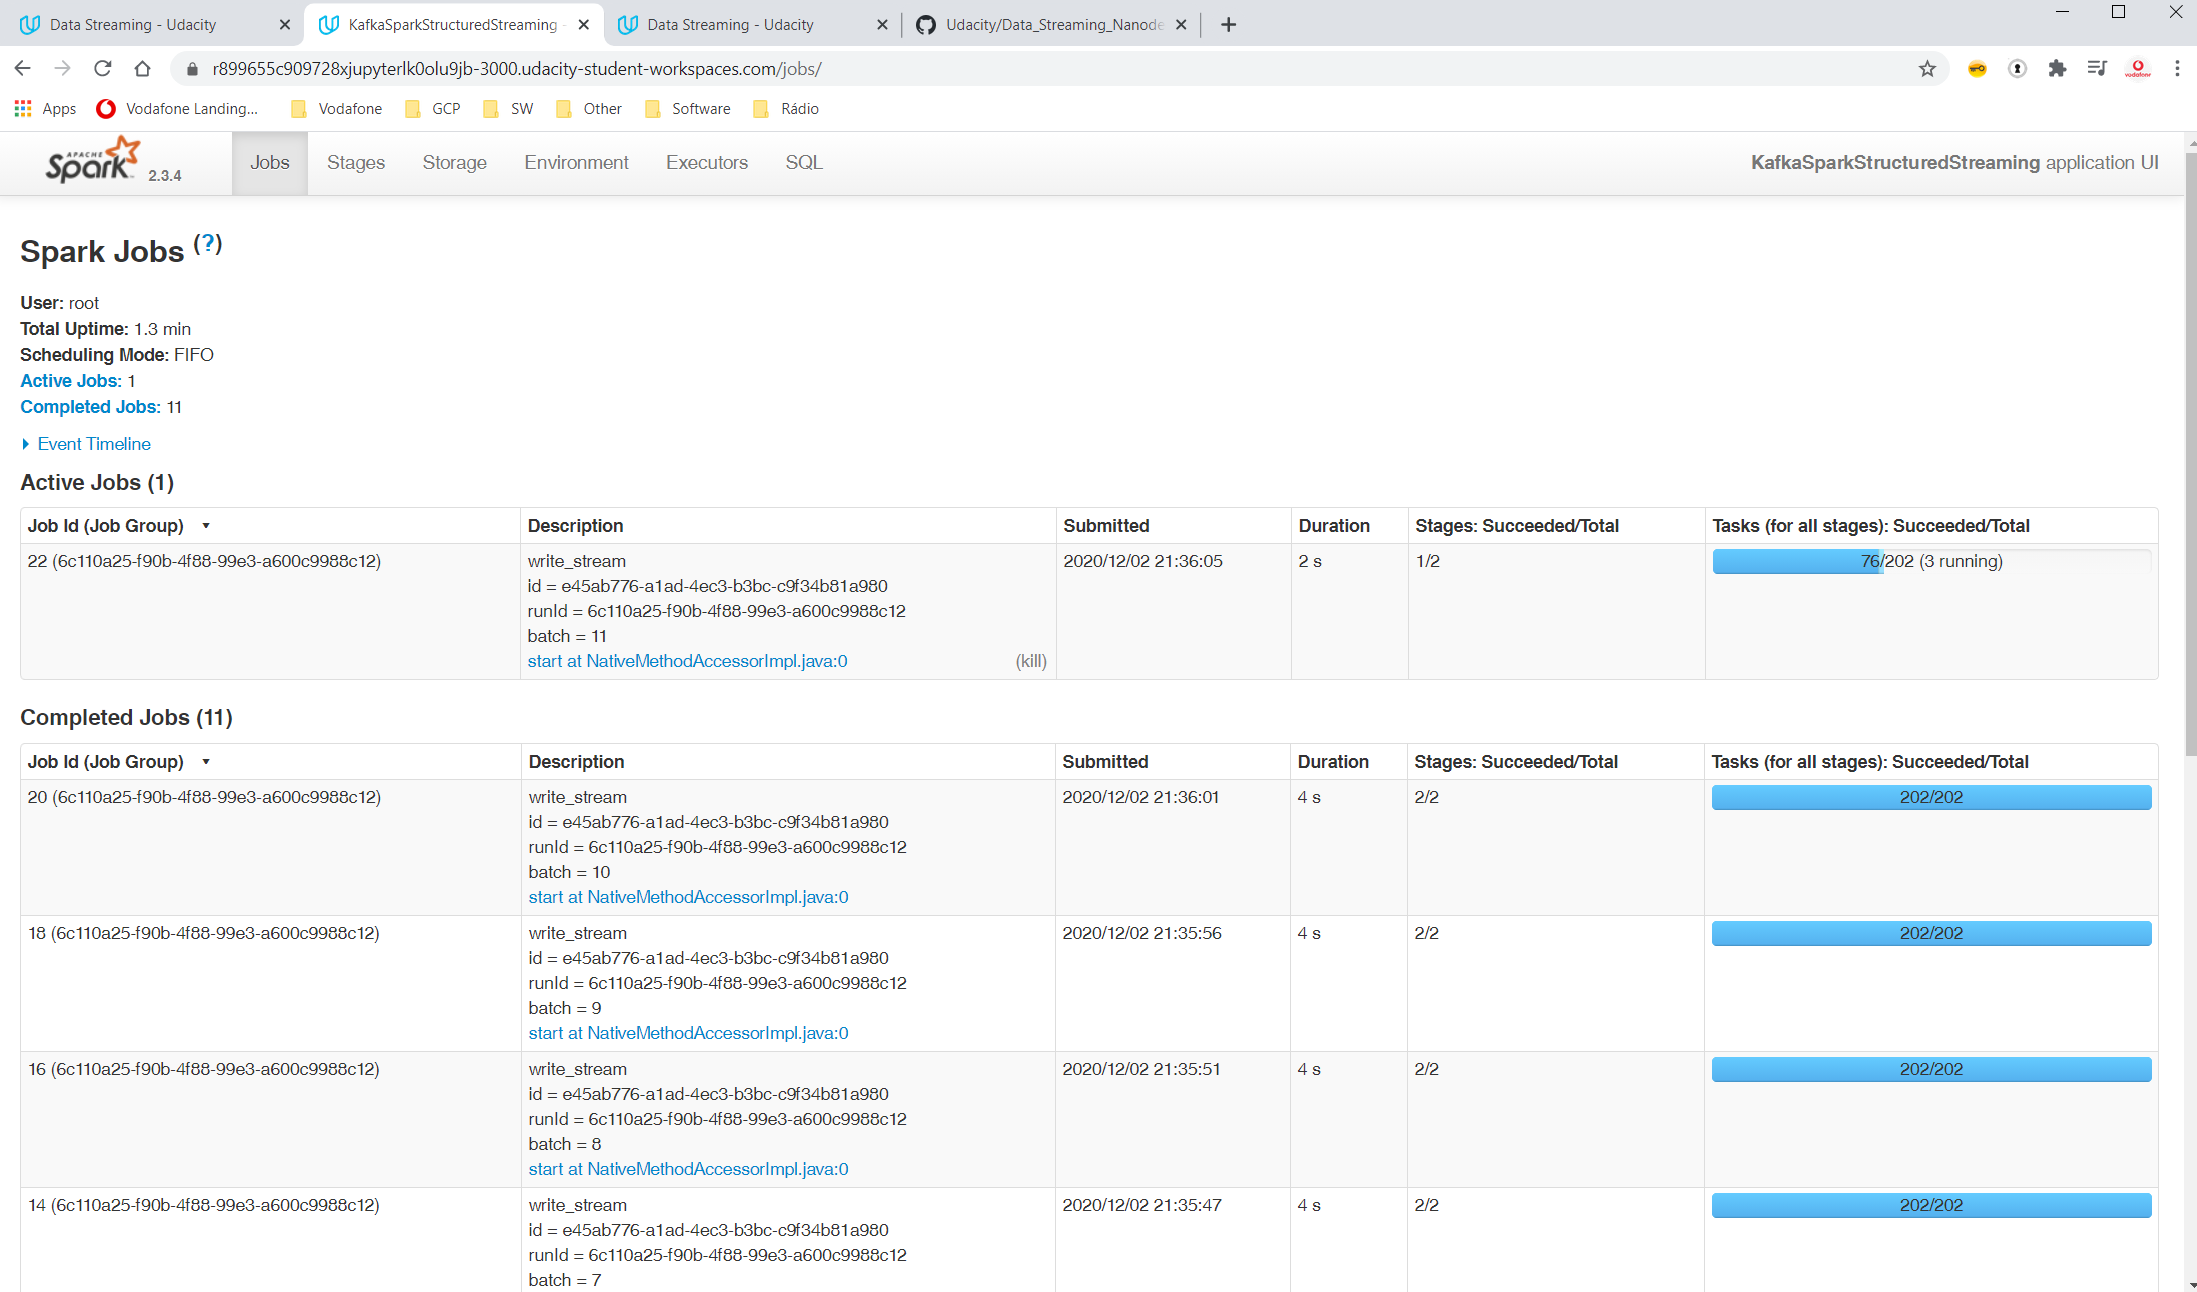 Data Streaming - Udacity
KafkaSparkStructuredStreaming -
Data Streaming - Udacity
Udacity/Data_Streaming_Nanode
r899655c909728xjupyterlk0olu9jb-3000.udacity-student-workspaces.com/jobs/
Apps
Vodafone Landing...
Vodafone
GCP
SW
Other
Software
Rádio
vodafone
APACHE
Spark 2.3.4
Jobs
Stages
Storage
Environment
Executors
SQL
KafkaSparkStructuredStreaming application UI
Spark Jobs (?)
User: root
Total Uptime: 1.3 min
Scheduling Mode: FIFO
Active Jobs: 1
Completed Jobs: 11
Event Timeline
Active Jobs (1)
Job Id (Job Group) Description Submitted Duration Stages: Succeeded/Total Tasks (for all stages): Succeeded/Total
22 (6c110a25-f90b-4f88-99e3-a600c9988c12) write_stream 2020/12/02 21:36:05 2 s 1/2 76/202 (3 running)
id = e45ab776-a1ad-4ec3-b3bc-c9f34b81a980
runId = 6c110a25-f90b-4f88-99e3-a600c9988c12
batch = 11
start at NativeMethodAccessorImpl.java:0 (kill)
Completed Jobs (11)
Job Id (Job Group) Description Submitted Duration Stages: Succeeded/Total Tasks (for all stages): Succeeded/Total
20 (6c110a25-f90b-4f88-99e3-a600c9988c12) write_stream 2020/12/02 21:36:01 4 s 2/2 202/202
id = e45ab776-a1ad-4ec3-b3bc-c9f34b81a980
runId = 6c110a25-f90b-4f88-99e3-a600c9988c12
batch = 10
start at NativeMethodAccessorImpl.java:0
18 (6c110a25-f90b-4f88-99e3-a600c9988c12) write_stream 2020/12/02 21:35:56 4 s 2/2 202/202
id = e45ab776-a1ad-4ec3-b3bc-c9f34b81a980
runId = 6c110a25-f90b-4f88-99e3-a600c9988c12
batch = 9
start at NativeMethodAccessorImpl.java:0
16 (6c110a25-f90b-4f88-99e3-a600c9988c12) write_stream 2020/12/02 21:35:51 4 s 2/2 202/202
id = e45ab776-a1ad-4ec3-b3bc-c9f34b81a980
runId = 6c110a25-f90b-4f88-99e3-a600c9988c12
batch = 8
start at NativeMethodAccessorImpl.java:0
14 (6c110a25-f90b-4f88-99e3-a600c9988c12) write_stream 2020/12/02 21:35:47 4 s 2/2 202/202
id = e45ab776-a1ad-4ec3-b3bc-c9f34b81a980
runId = 6c110a25-f90b-4f88-99e3-a600c9988c12
batch = 7